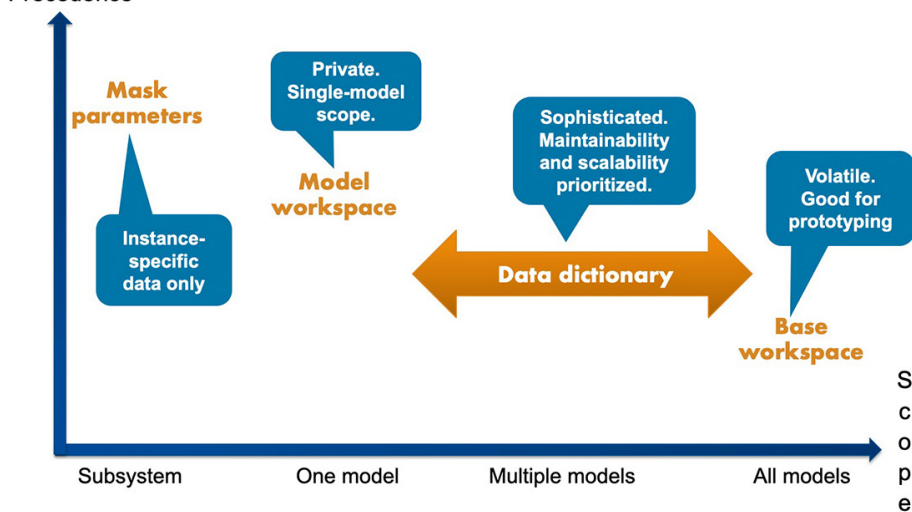 Precedence
Mask
parameters
Instance-
specific
data only
Private.
Single-model
scope.
Model
workspace
Sophisticated.
Maintainability
and scalability
prioritized.
Data dictionary
Volatile.
Good for
prototyping
Base
workspace
S
c
o
p
e
Subsystem
One model
Multiple models
All models